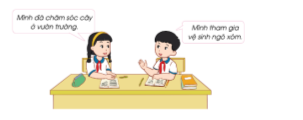 Mình đã chăm sóc cây
ở vườn trường.
Mình tham gia
vệ sinh ngõ xóm.